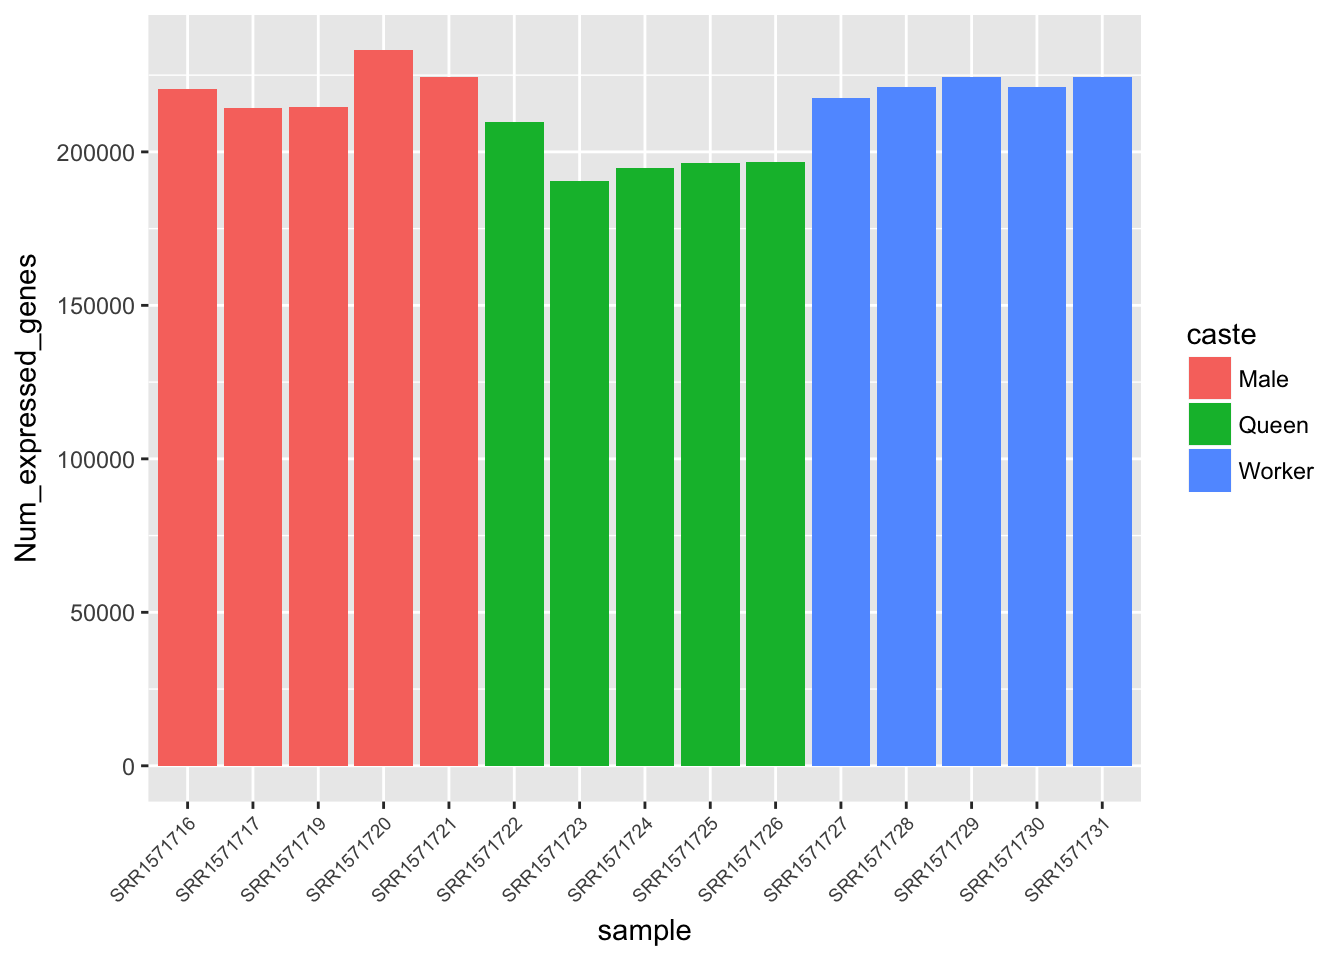 Num_expressed_genes
200000
150000
100000
50000
0
SRR1571716
SRR1571717
SRR1571719
SRR1571720
SRR1571721
SRR1571722
SRR1571723
SRR1571724
SRR1571725
SRR1571726
SRR1571727
SRR1571728
SRR1571729
SRR1571730
SRR1571731
sample
caste
Male
Queen
Worker